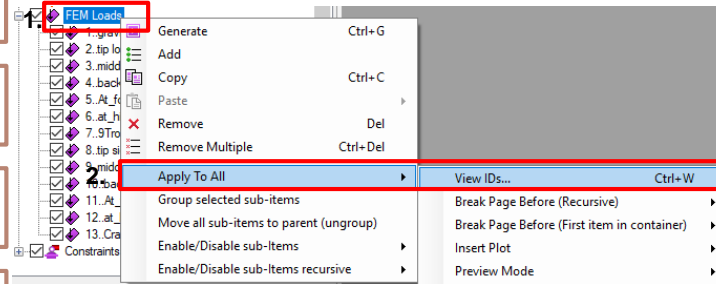 1.
FEM Loads
Generate Ctrl+G
Add
Copy Ctrl+C
Paste
Remove Del
Remove Multiple Ctrl+Del
2.
Apply To All
Group selected sub-items
Move all sub-items to parent (ungroup)
Enable/Disable sub-Items
Enable/Disable sub-Items recursive
View IDs... Ctrl+W
Break Page Before (Recursive)
Break Page Before (First item in container)
Insert Plot
Preview Mode
2..tip lo
3..midd
4..back
5..At_fo
6..at_h
7..9Tro
8..tip si
9..midd
10..ba
11..At_
12..at_
13..Cra
Constraints